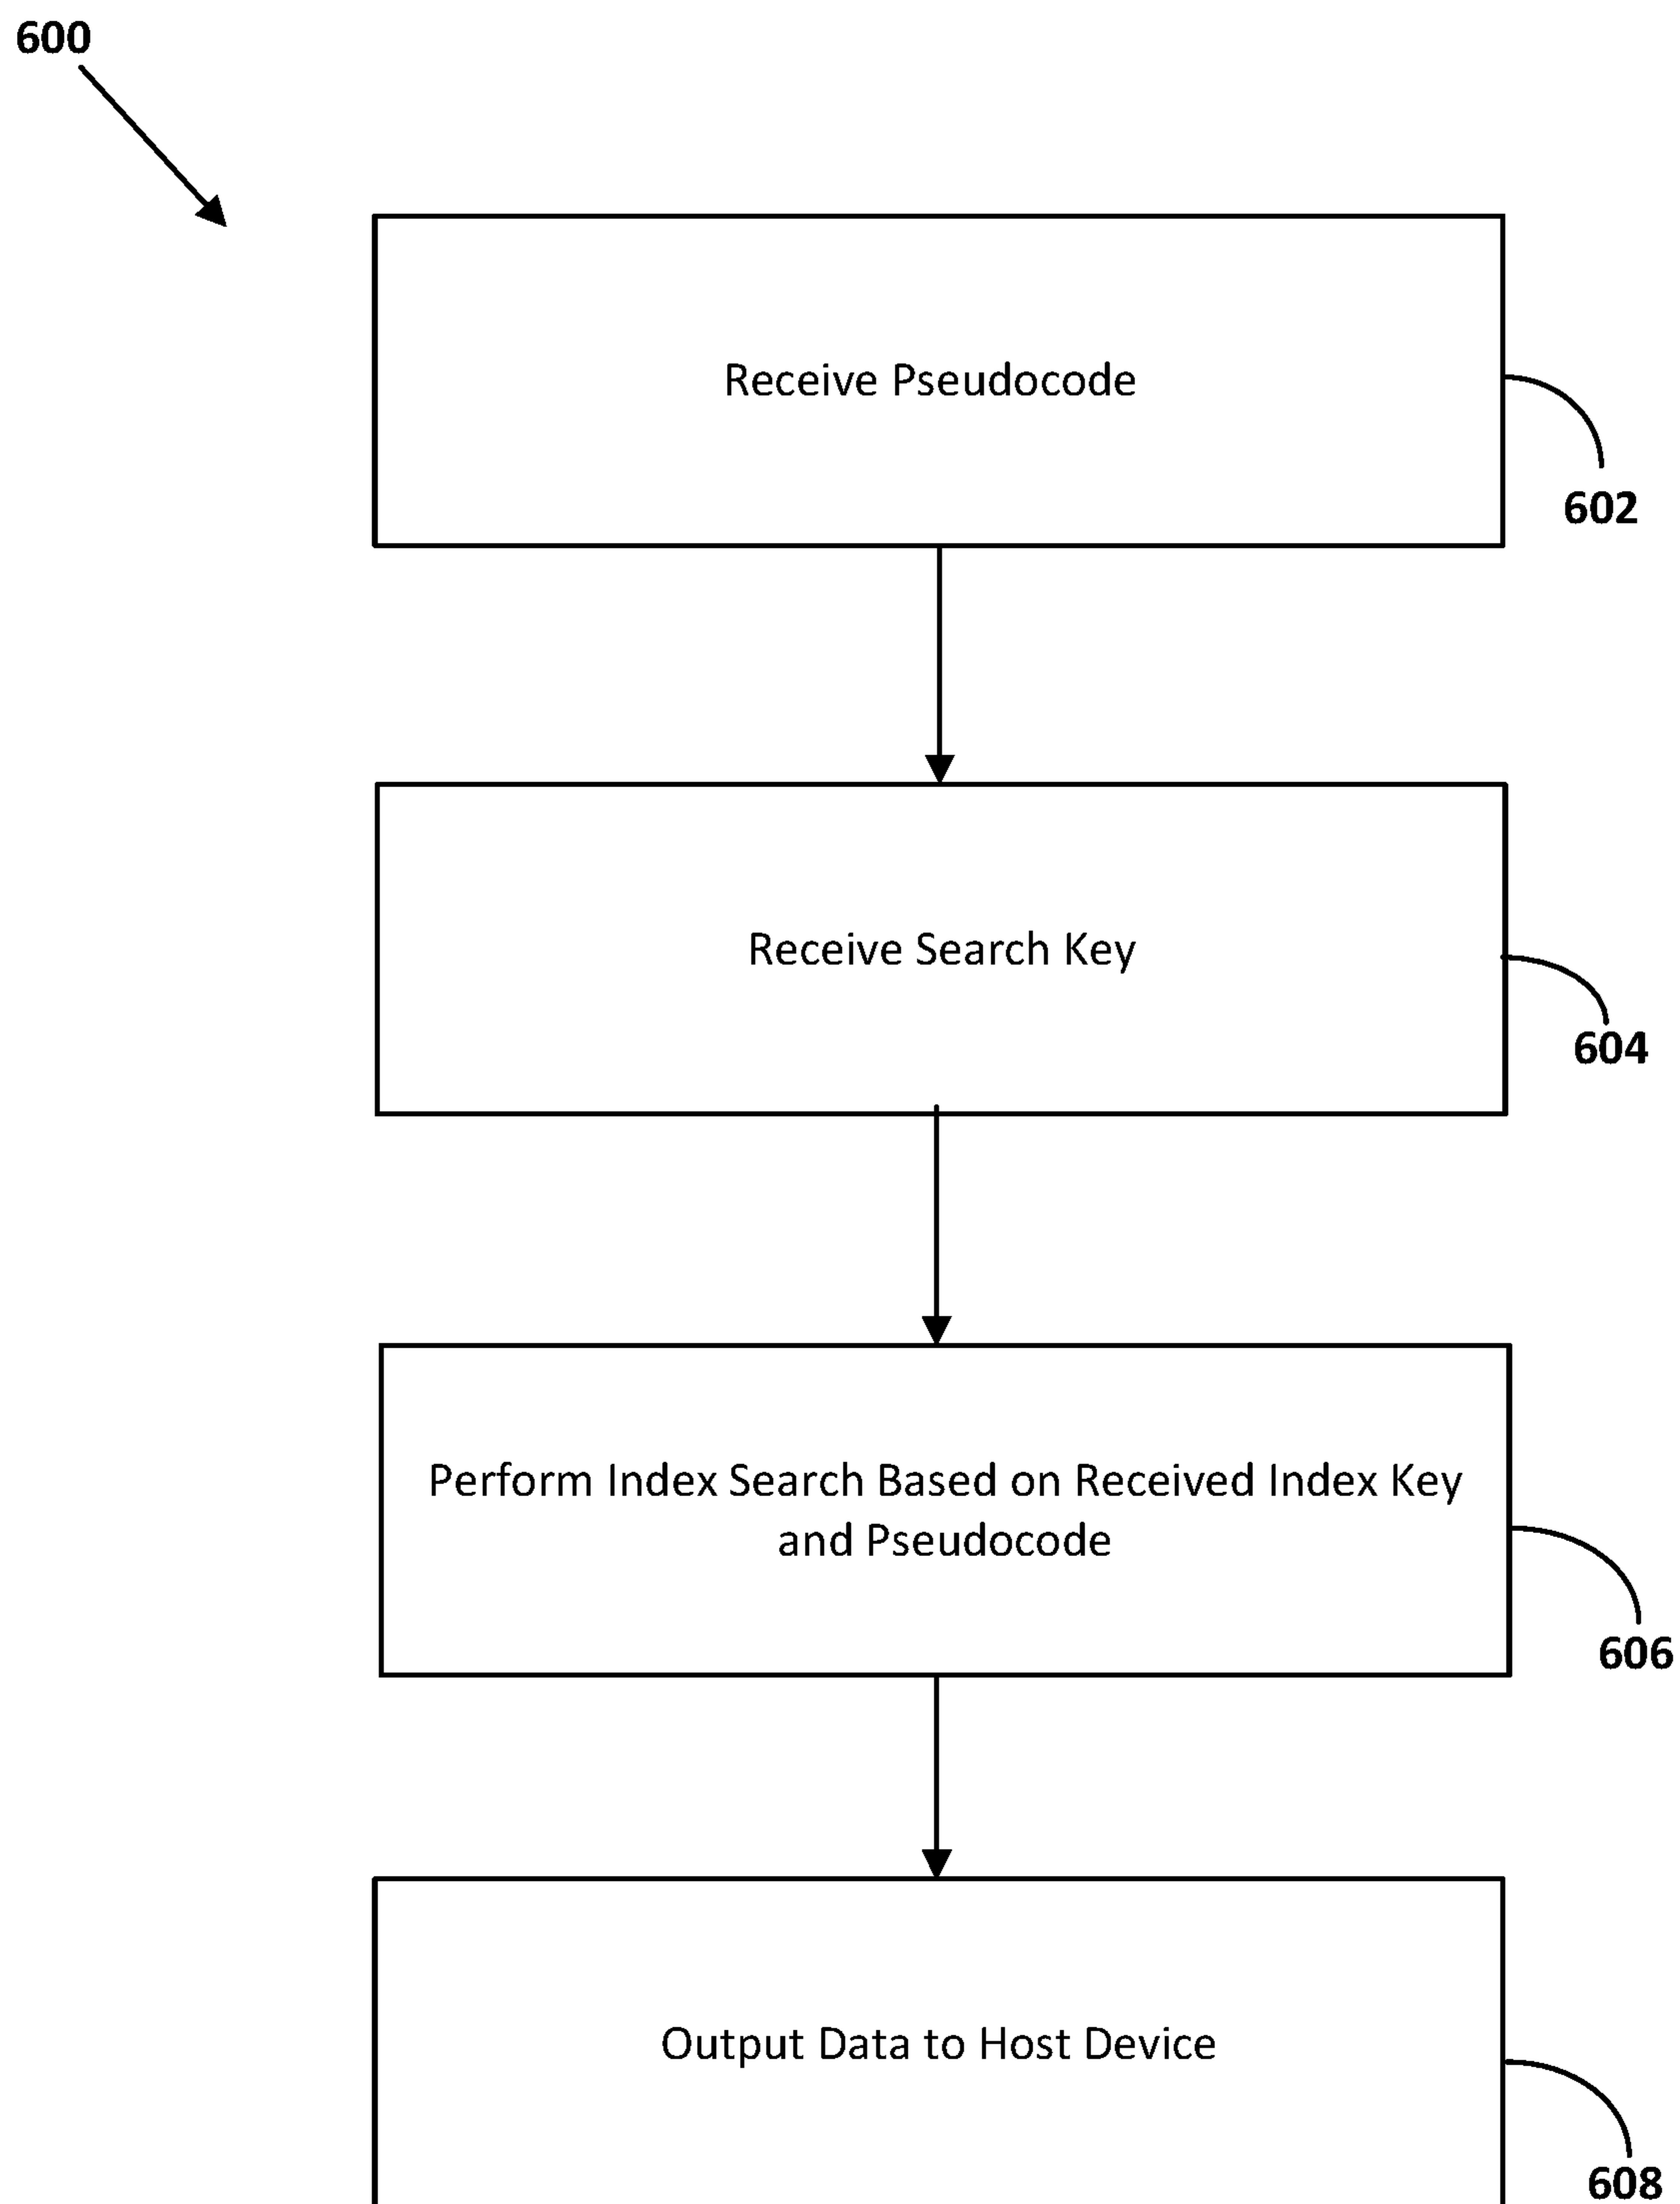 600
Receive Pseudocode
602
Receive Search Key
604
Perform Index Search Based on Received Index Key
and Pseudocode
606
Output Data to Host Device
608